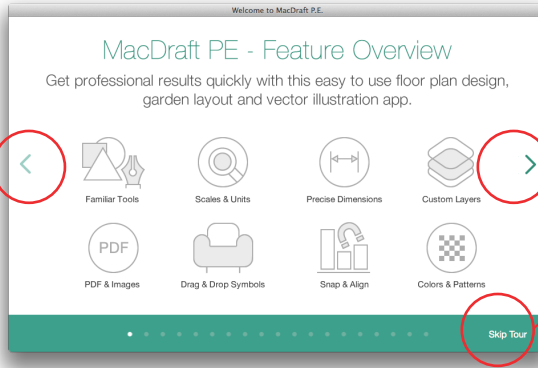 Welcome to MacDraft P.E.
MacDraft PE - Feature Overview
Get professional results quickly with this easy to use floor plan design,
garden layout and vector illustration app.
Familiar Tools
Scales & Units
Precise Dimensions
Custom Layers
PDF
PDF & Images
Drag & Drop Symbols
Snap & Align
Colors & Patterns
Skip Tour